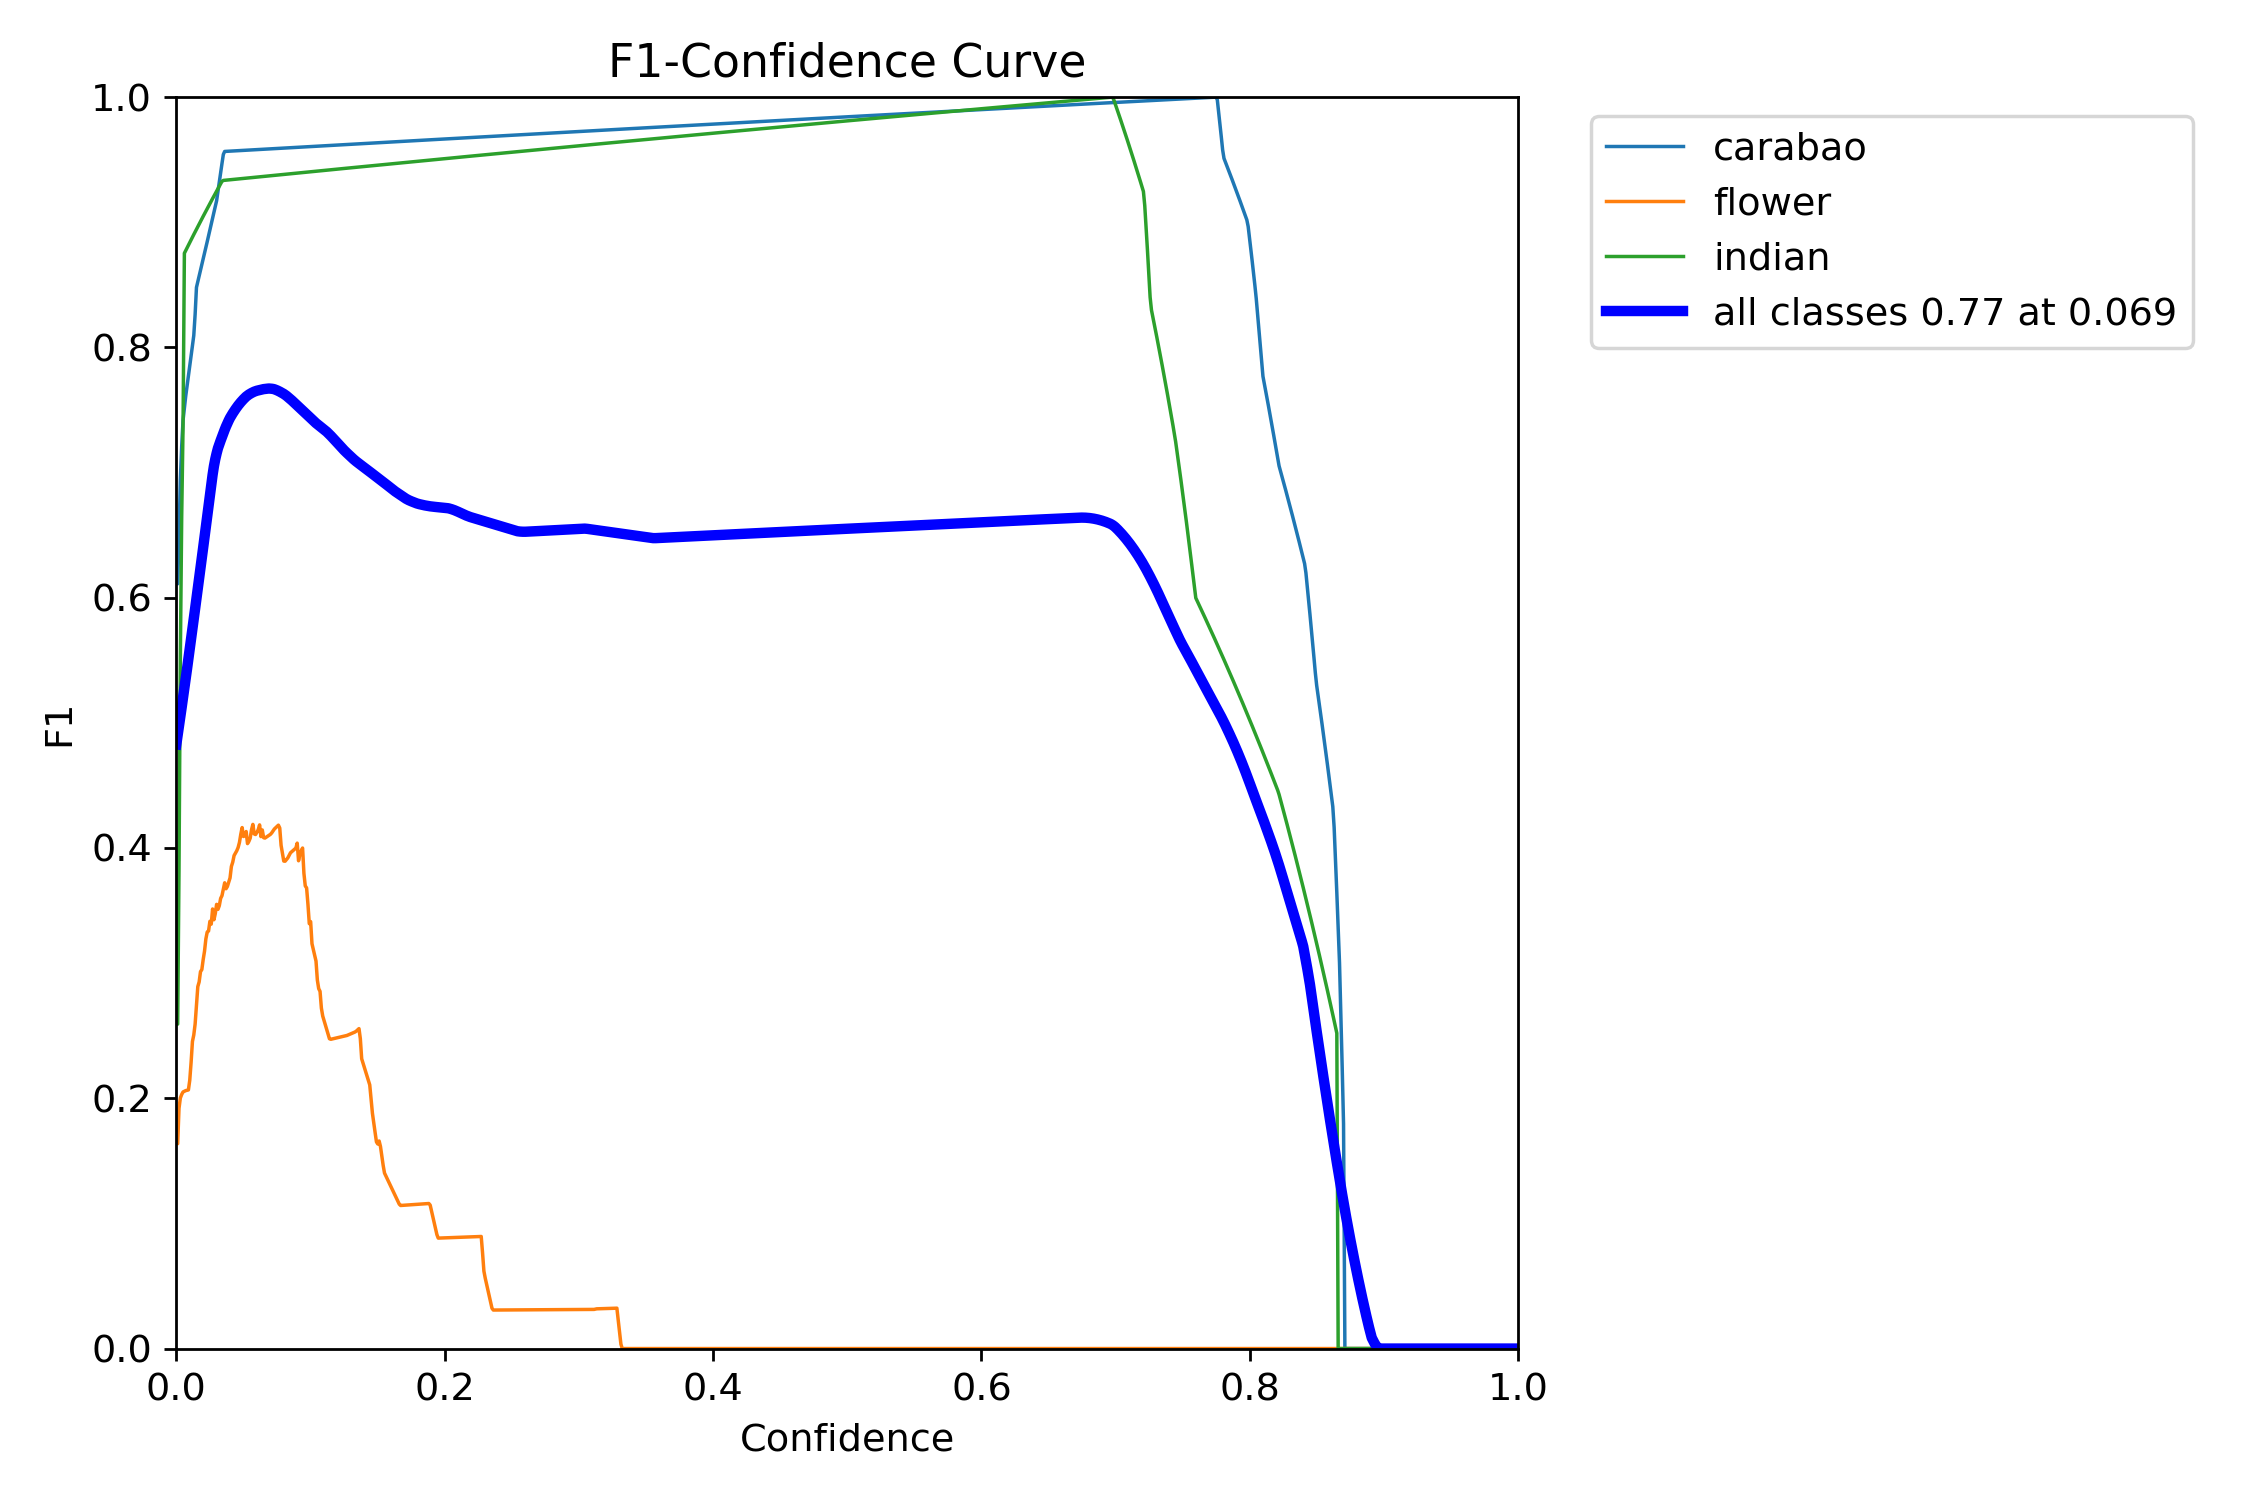 F1-Confidence Curve
1.0
0.8
0.6
0.4
0.2
0.0
F1
0.0 0.2 0.4 0.6 0.8 1.0
Confidence
carabao
flower
indian
all classes 0.77 at 0.069